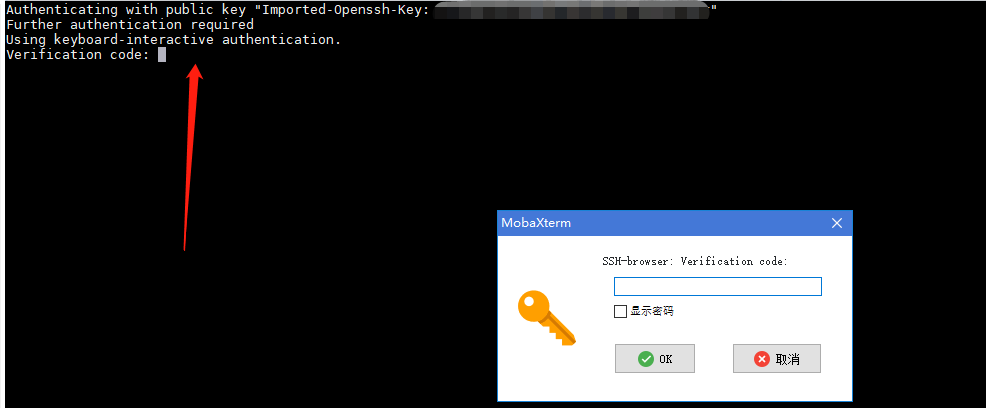 Authenticating with public key "Imported-Openssh-Key: "
Further authentication required
Using keyboard-interactive authentication.
Verification code:
MobaXterm
SSH-browser: Verification code:
显示密码
OK
取消